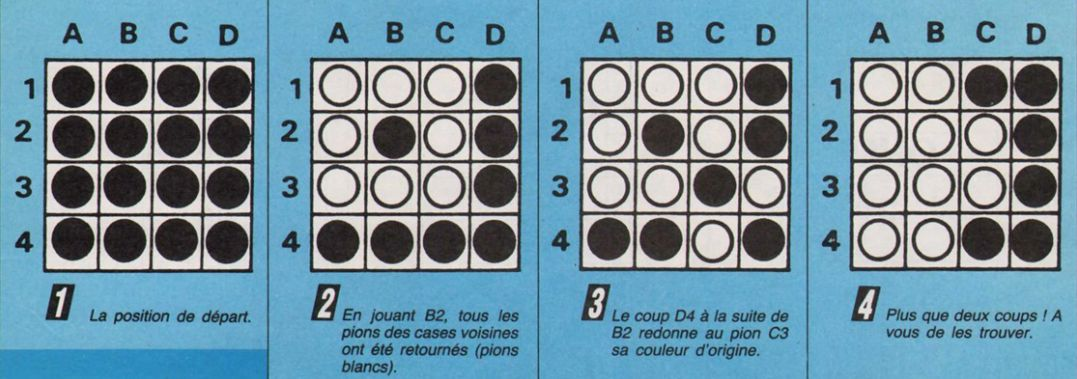 A B C D
1
2
3
4
1 La position de départ.
A B C D
1
2
3
4
2 En jouant B2, tous les
pions des cases voisines
ont été retournés (pions
blancs).
A B C D
1
2
3
4
3 Le coup D4 à la suite de
B2 redonne au pion C3
sa couleur d'origine.
A B C D
1
2
3
4
4 Plus que deux coups ! A
vous de les trouver.